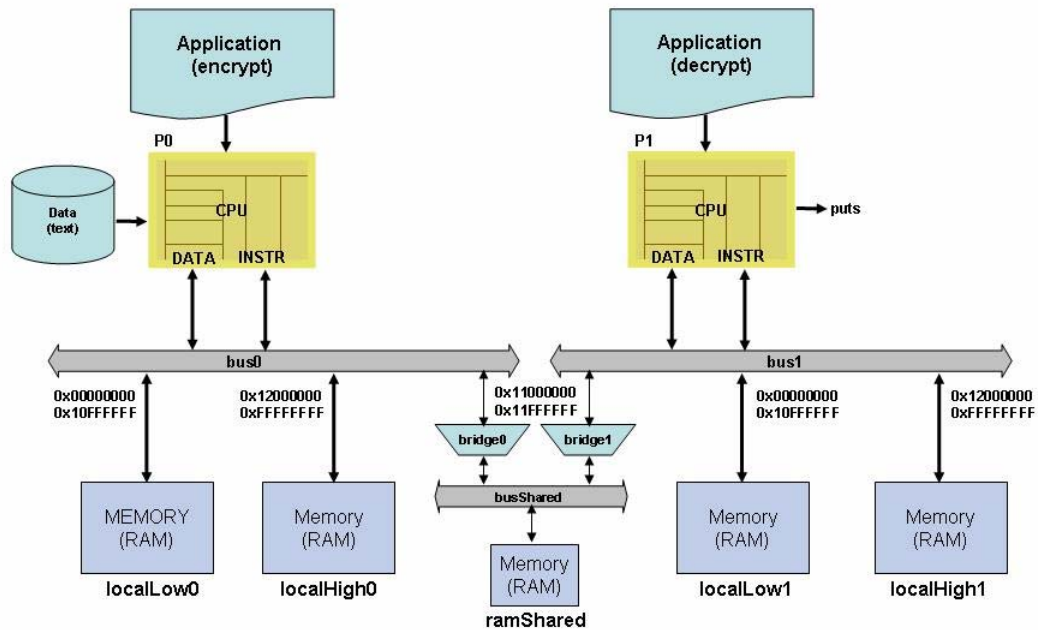 Application
(encrypt)
Application
(decrypt)
P0
P1
Data
(text)
CPU
DATA
INSTR
CPU
DATA
INSTR
puts
bus0
bus1
0x00000000
0x10FFFFFF
0x12000000
0xFFFFFFFF
0x11000000
0x11FFFFFF
0x00000000
0x10FFFFFF
0x12000000
0xFFFFFFFF
bridge0
bridge1
busShared
MEMORY
(RAM)
localLow0
Memory
(RAM)
localHigh0
Memory
(RAM)
ramShared
Memory
(RAM)
localLow1
Memory
(RAM)
localHigh1